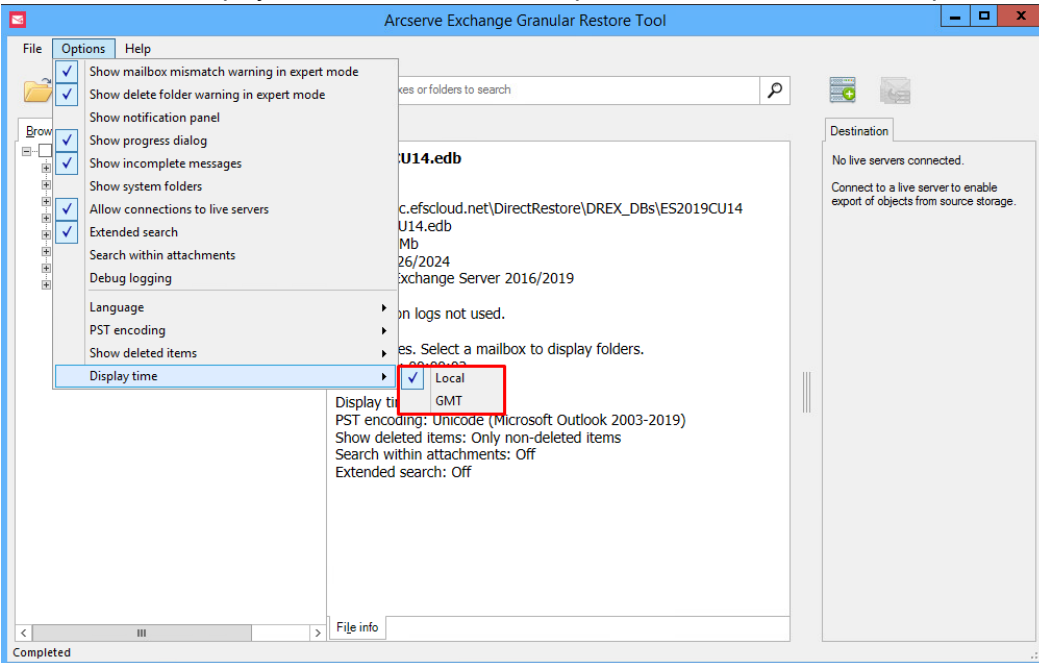 Arcserve Exchange Granular Restore Tool
File Options Help
Show mailbox mismatch warning in expert mode
Show delete folder warning in expert mode
Show notification panel
Show progress dialog
Show incomplete messages
Show system folders
Allow connections to live servers
Extended search
Search within attachments
Debug logging
Language
PST encoding
Show deleted items
Display time
Local
GMT
or folders to search
Brow
U14.edb
c.efscloud.net\DirectRestore\DREX_DBs\ES2019CU14
U14.edb
Mb
26/2024
Exchange Server 2016/2019
on logs not used.
es. Select a mailbox to display folders.
Display ti
PST encoding: Unicode (Microsoft Outlook 2003-2019)
Show deleted items: Only non-deleted items
Search within attachments: Off
Extended search: Off
File info
Destination
No live servers connected.
Connect to a live server to enable
export of objects from source storage.
Completed